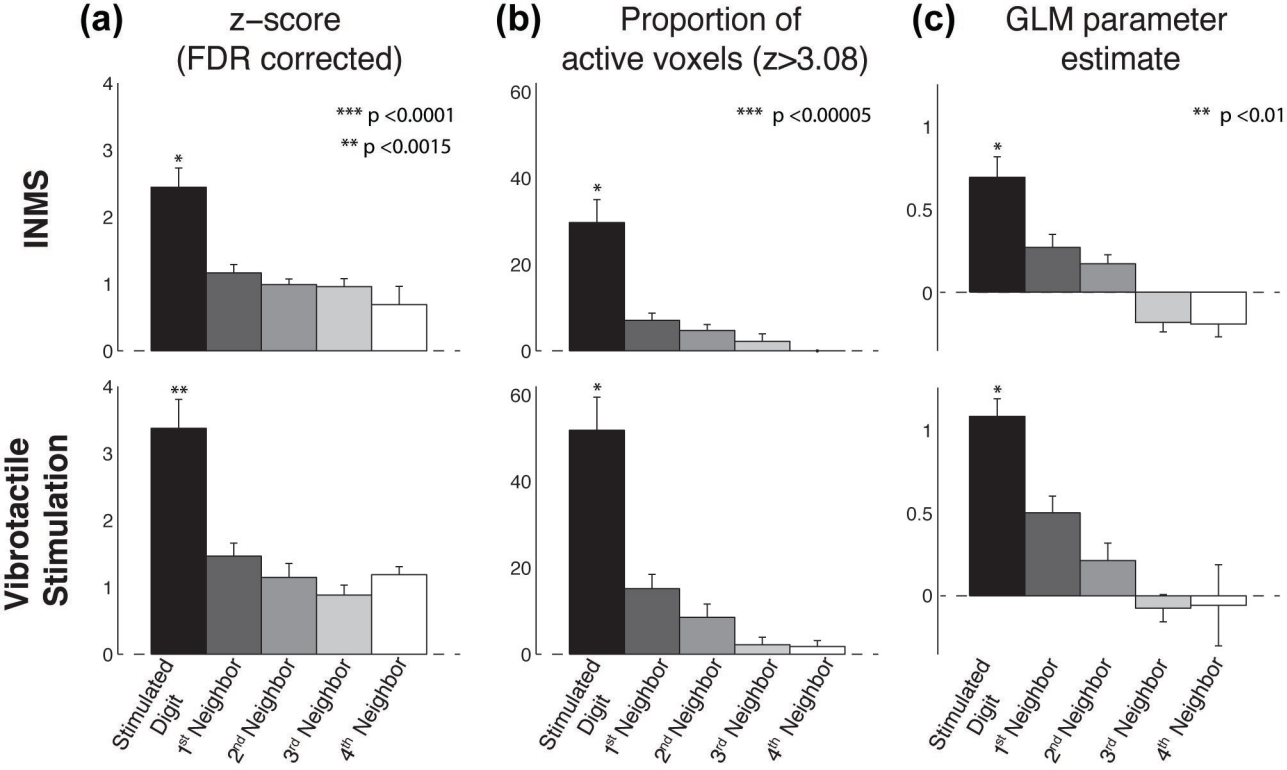 (a) z-score
(FDR corrected)
(b) Proportion of
active voxels (z>3.08)
(c) GLM parameter
estimate
INMS
4
3
2
1
0
*
*** p <0.0001
** p <0.0015
60
40
20
0
*
*** p <0.00005
1
0.5
0
*
** p <0.01
Vibrotactile
Stimulation
4
3
2
1
0
**
60
40
20
0
*
1
0.5
0
*
Stimulated
Digit
1st Neighbor
2nd Neighbor
3rd Neighbor
4th Neighbor
Stimulated
Digit
1st Neighbor
2nd Neighbor
3rd Neighbor
4th Neighbor
Stimulated
Digit
1st Neighbor
2nd Neighbor
3rd Neighbor
4th Neighbor